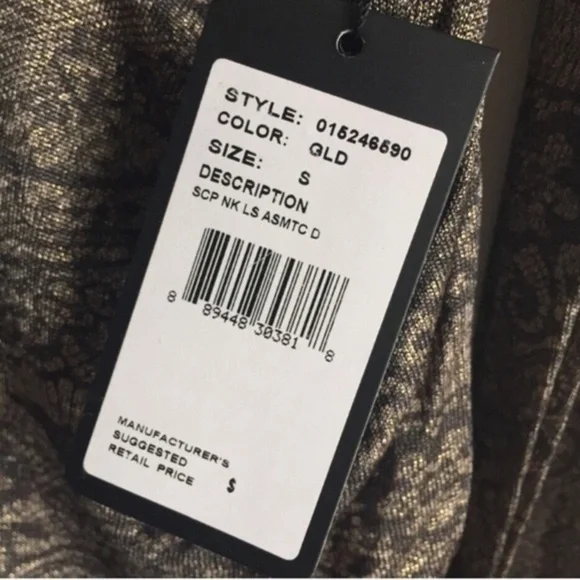 STYLE: 015246590
COLOR: GLD
SIZE: S
DESCRIPTION
SCP NK LS ASMTC D
8 89448 30381 8
MANUFACTURER'S
SUGGESTED
RETAIL PRICE $